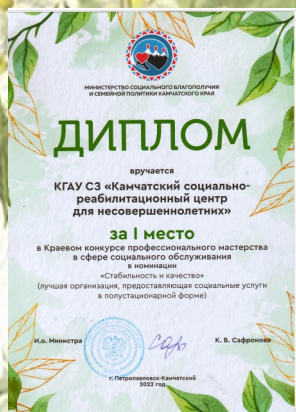 МИНИСТЕРСТВО СОЦИАЛЬНОГО БЛАГОПОЛУЧИЯ
И СЕМЕЙНОЙ ПОЛИТИКИ КАМЧАТСКОГО КРАЯ
ДИПЛОМ
вручается
КГАУ СЗ «Камчатский социально-
реабилитационный центр
для несовершеннолетних»
за I место
в Краевом конкурсе профессионального мастерства
в сфере социального обслуживания
в номинации
«Стабильность и качество»
(лучшая организация, предоставляющая социальные услуги
в полустационарной форме)
И.о. Министра К. В. Сафронова
г. Петропавловск-Камчатский
2022 год